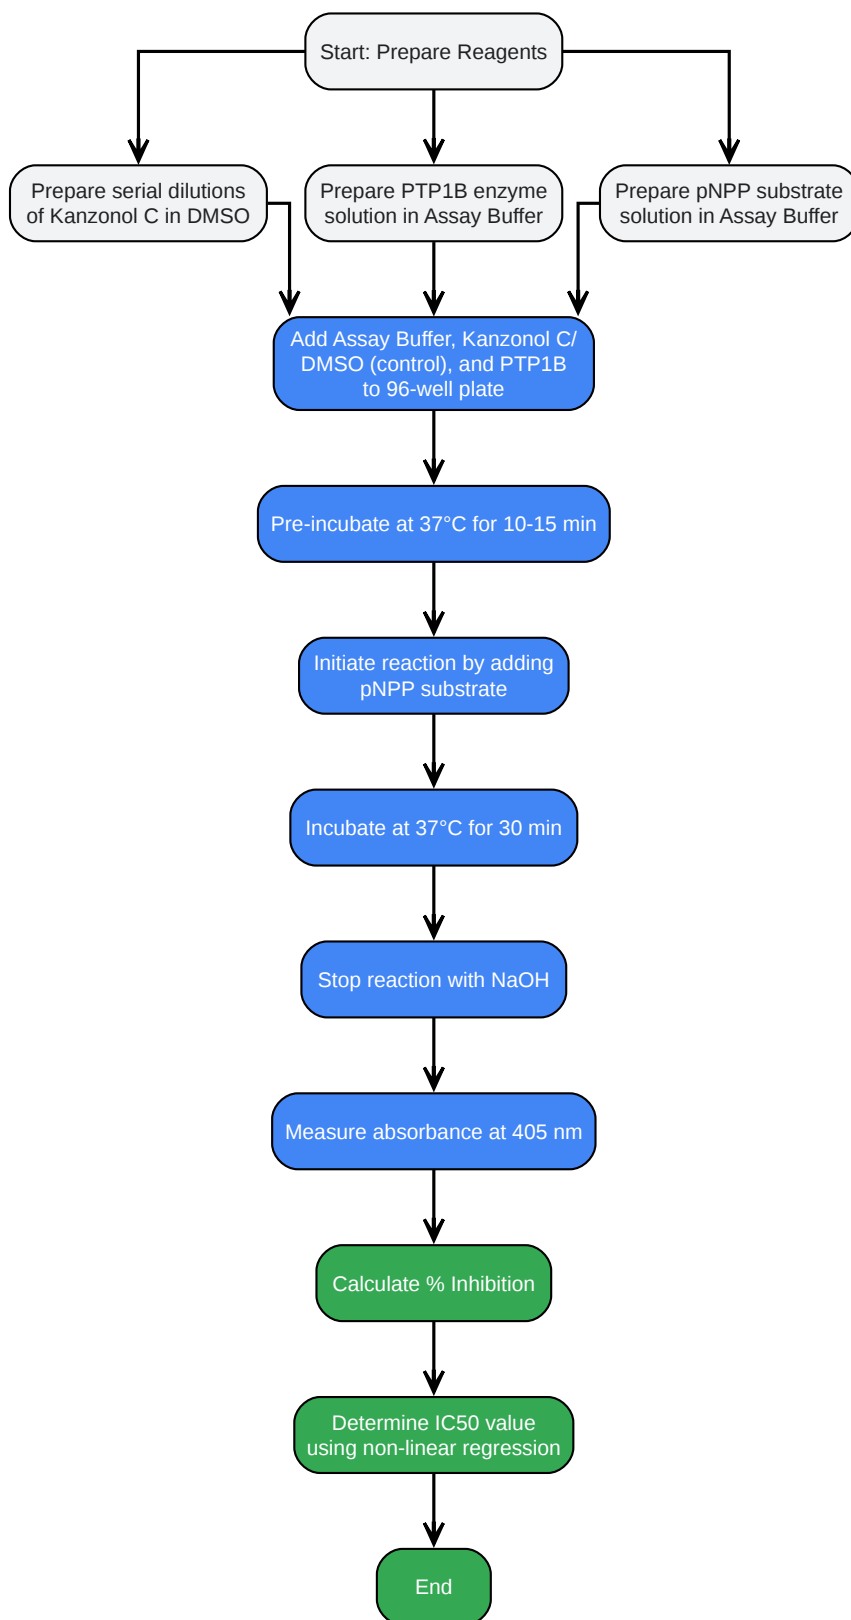 Start: Prepare Reagents
Prepare serial dilutions
of Kanzonol C in DMSO
Prepare PTP1B enzyme
solution in Assay Buffer
Prepare pNPP substrate
solution in Assay Buffer
Add Assay Buffer, Kanzonol C/
DMSO (control), and PTP1B
to 96-well plate
Pre-incubate at 37°C for 10-15 min
Initiate reaction by adding
pNPP substrate
Incubate at 37°C for 30 min
Stop reaction with NaOH
Measure absorbance at 405 nm
Calculate % Inhibition
Determine IC50 value
using non-linear regression
End